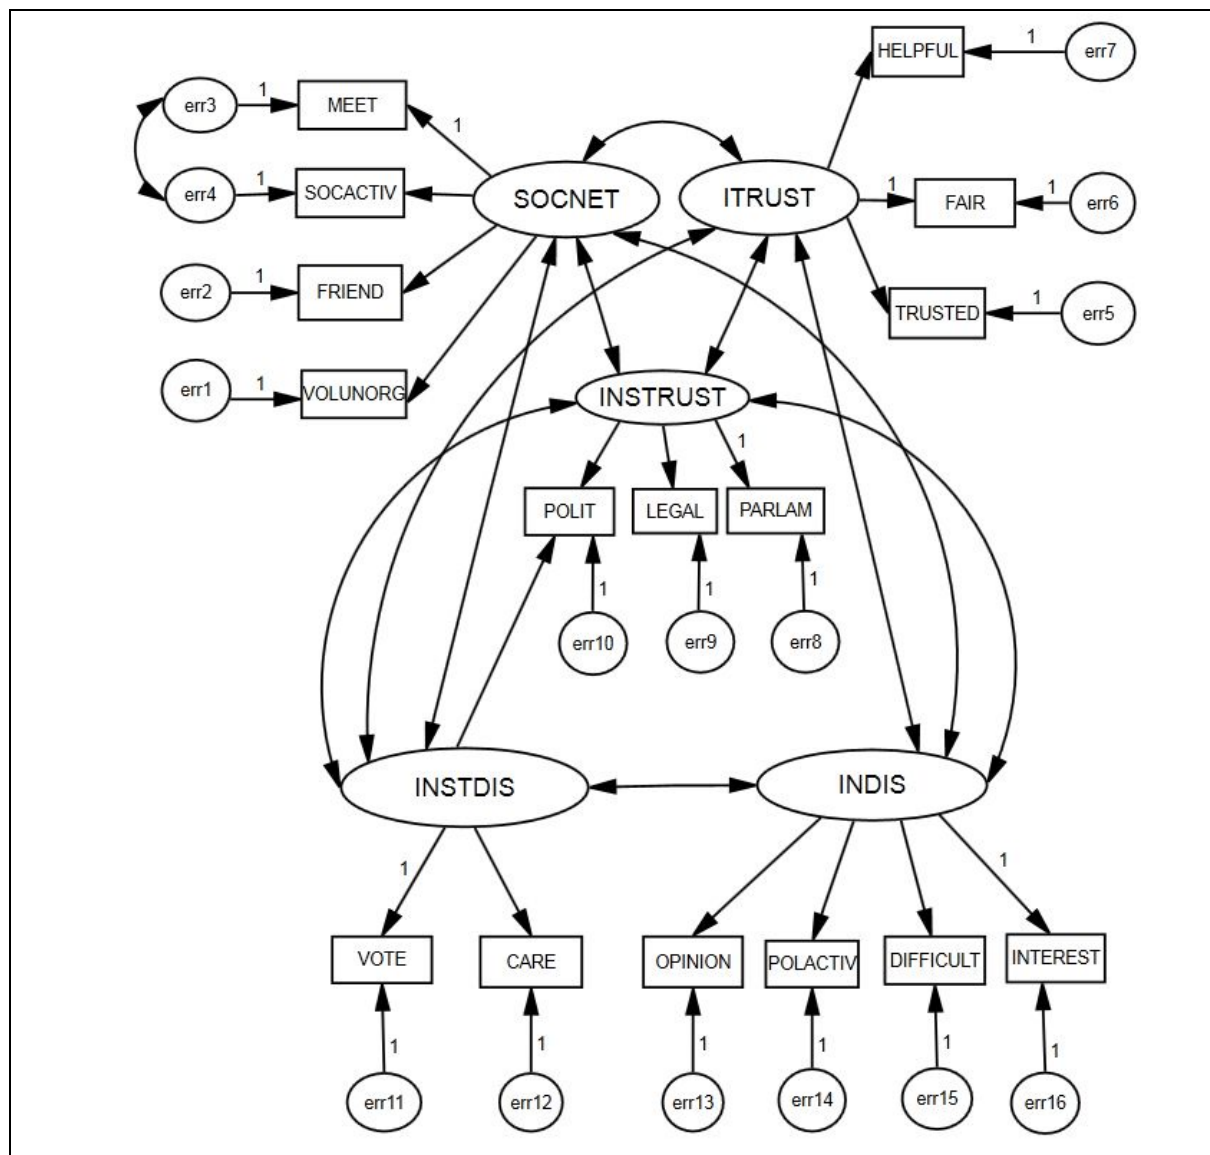 HELPFUL
1
err7
err3
1
MEET
1
err4
1
SOCACTIV
SOCNET
ITRUST
1
FAIR
1
err6
err2
1
FRIEND
TRUSTED
1
err5
err1
1
VOLUNORG
INSTRUST
1
POLIT
LEGAL
PARLAM
1
1
1
err10
err9
err8
INSTDIS
INDIS
1
1
VOTE
CARE
OPINION
POLACTIV
DIFFICULT
INTEREST
1
1
1
1
1
1
err11
err12
err13
err14
err15
err16